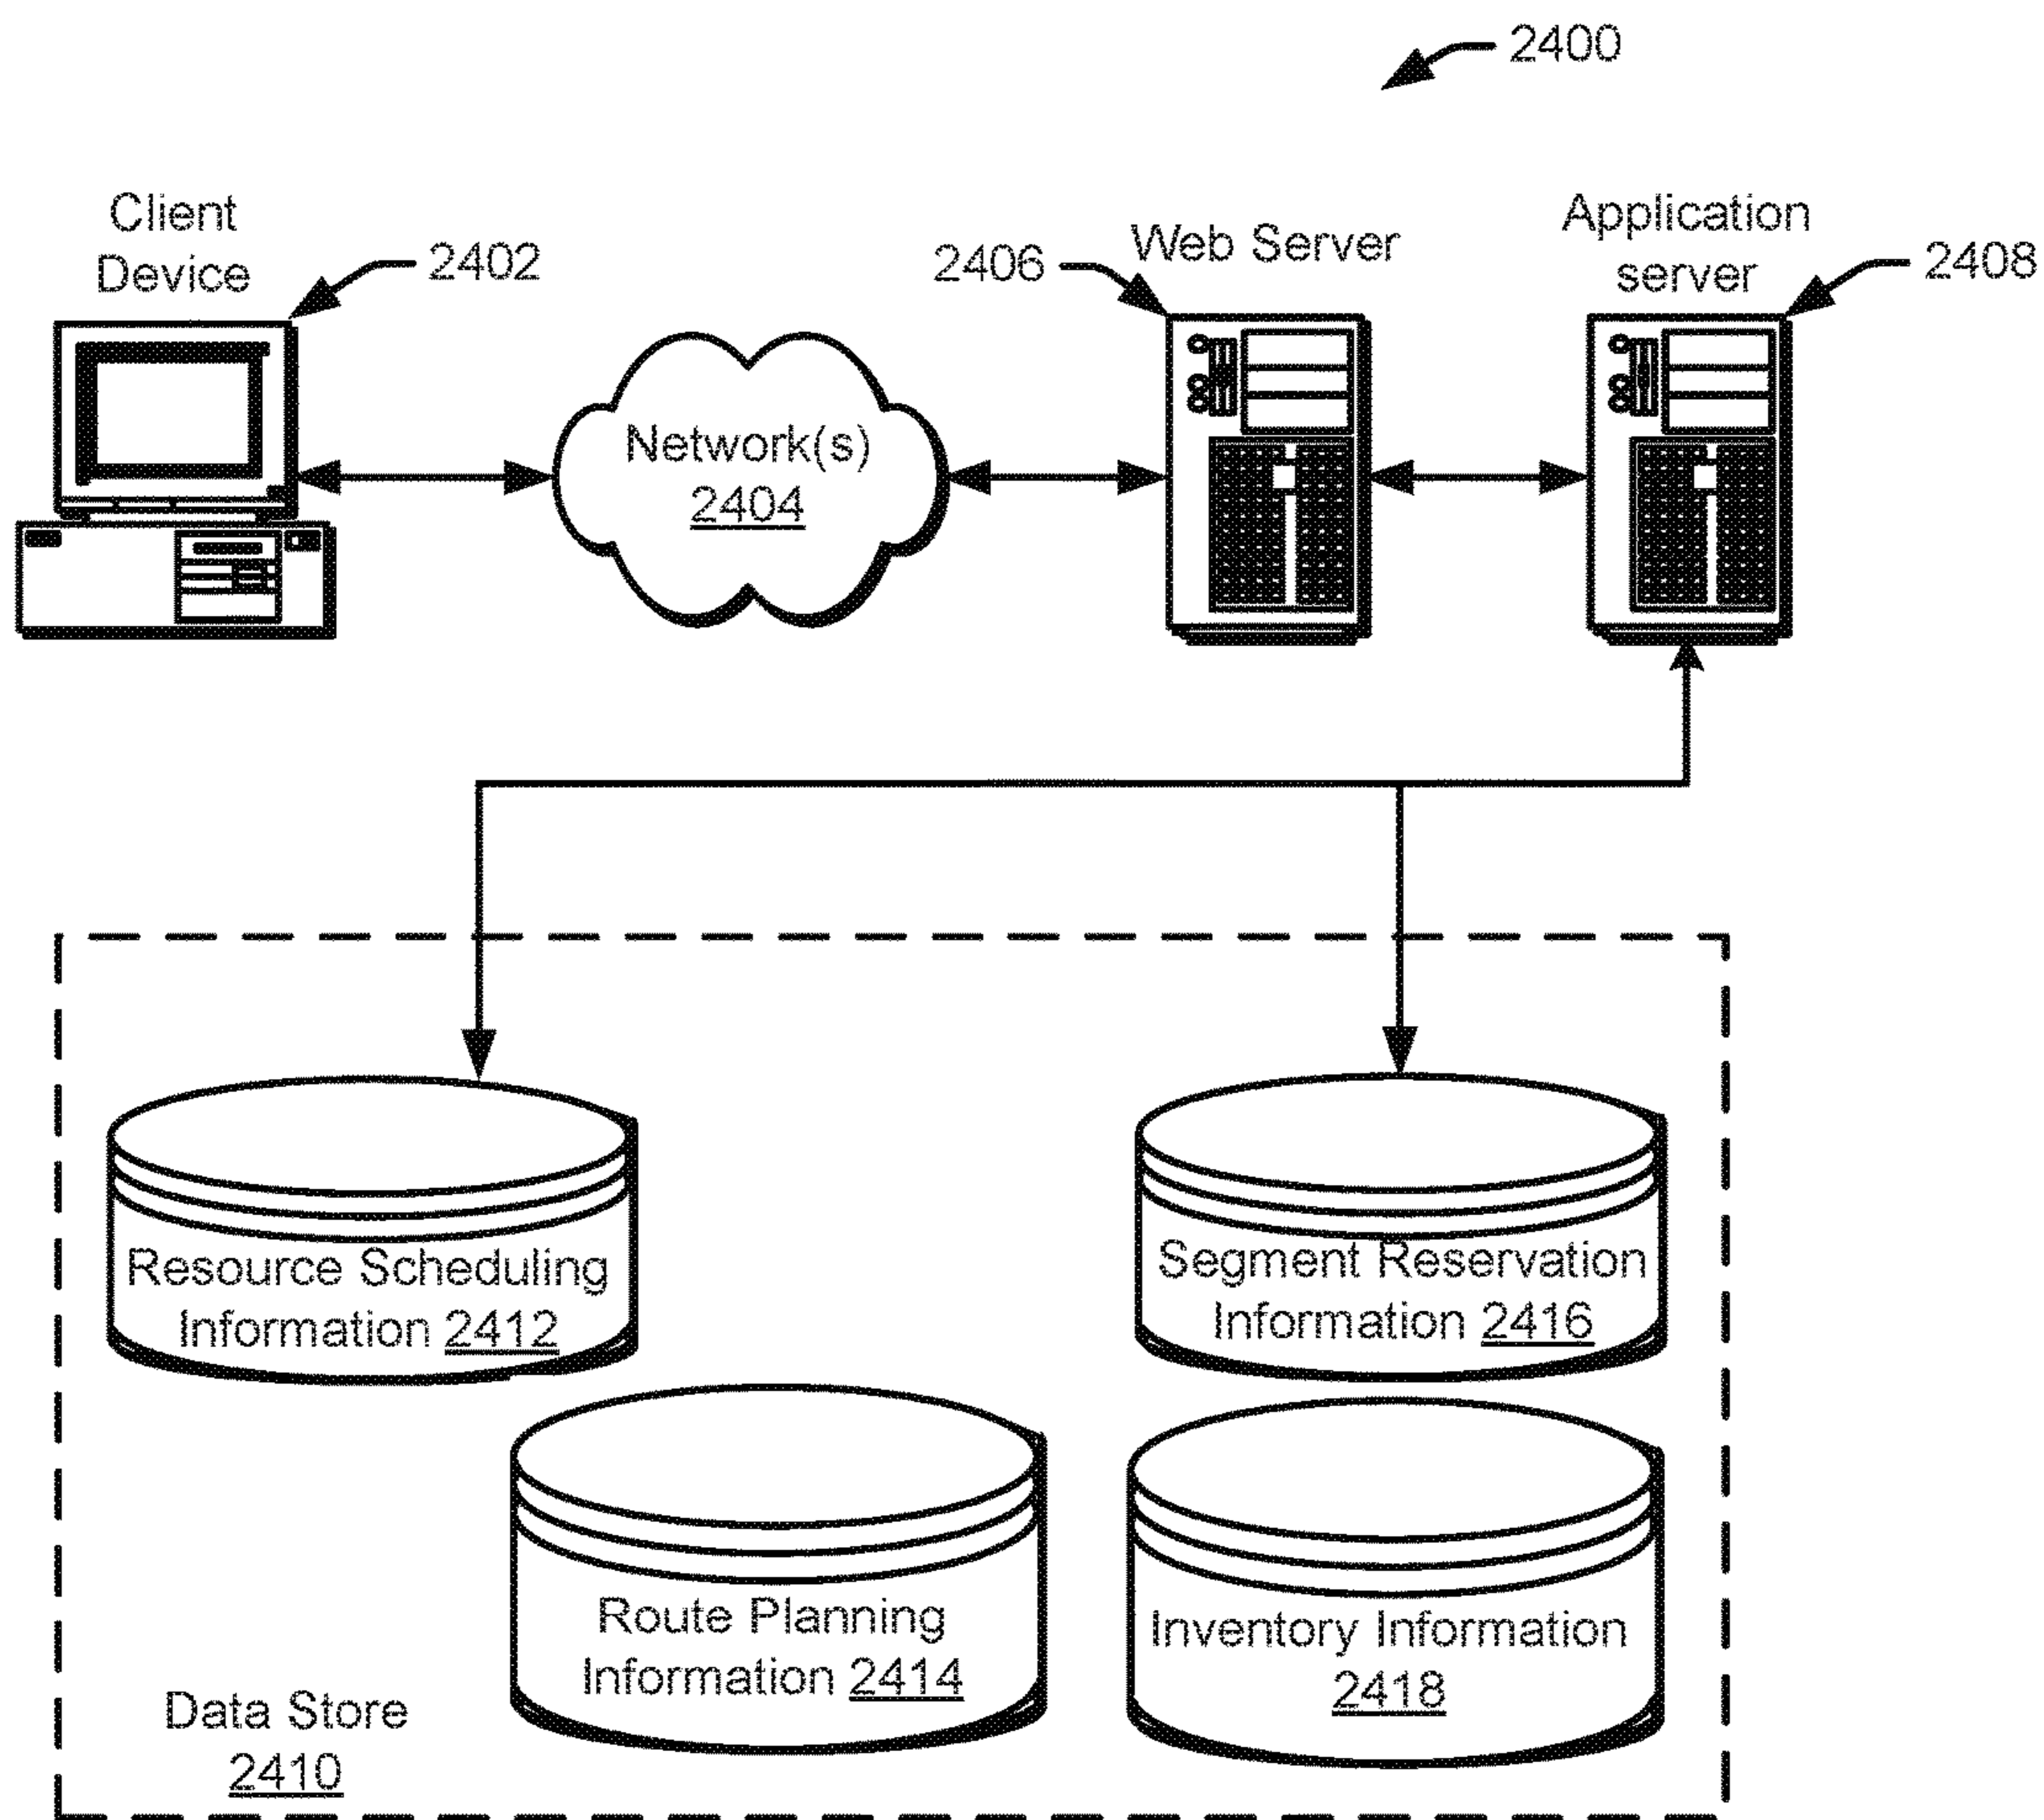 2400
Client
Device
2402
2406
Web Server
Application
server
2408
Network(s)
2404
Resource Scheduling
Information 2412
Segment Reservation
Information 2416
Route Planning
Information 2414
Inventory Information
2418
Data Store
2410